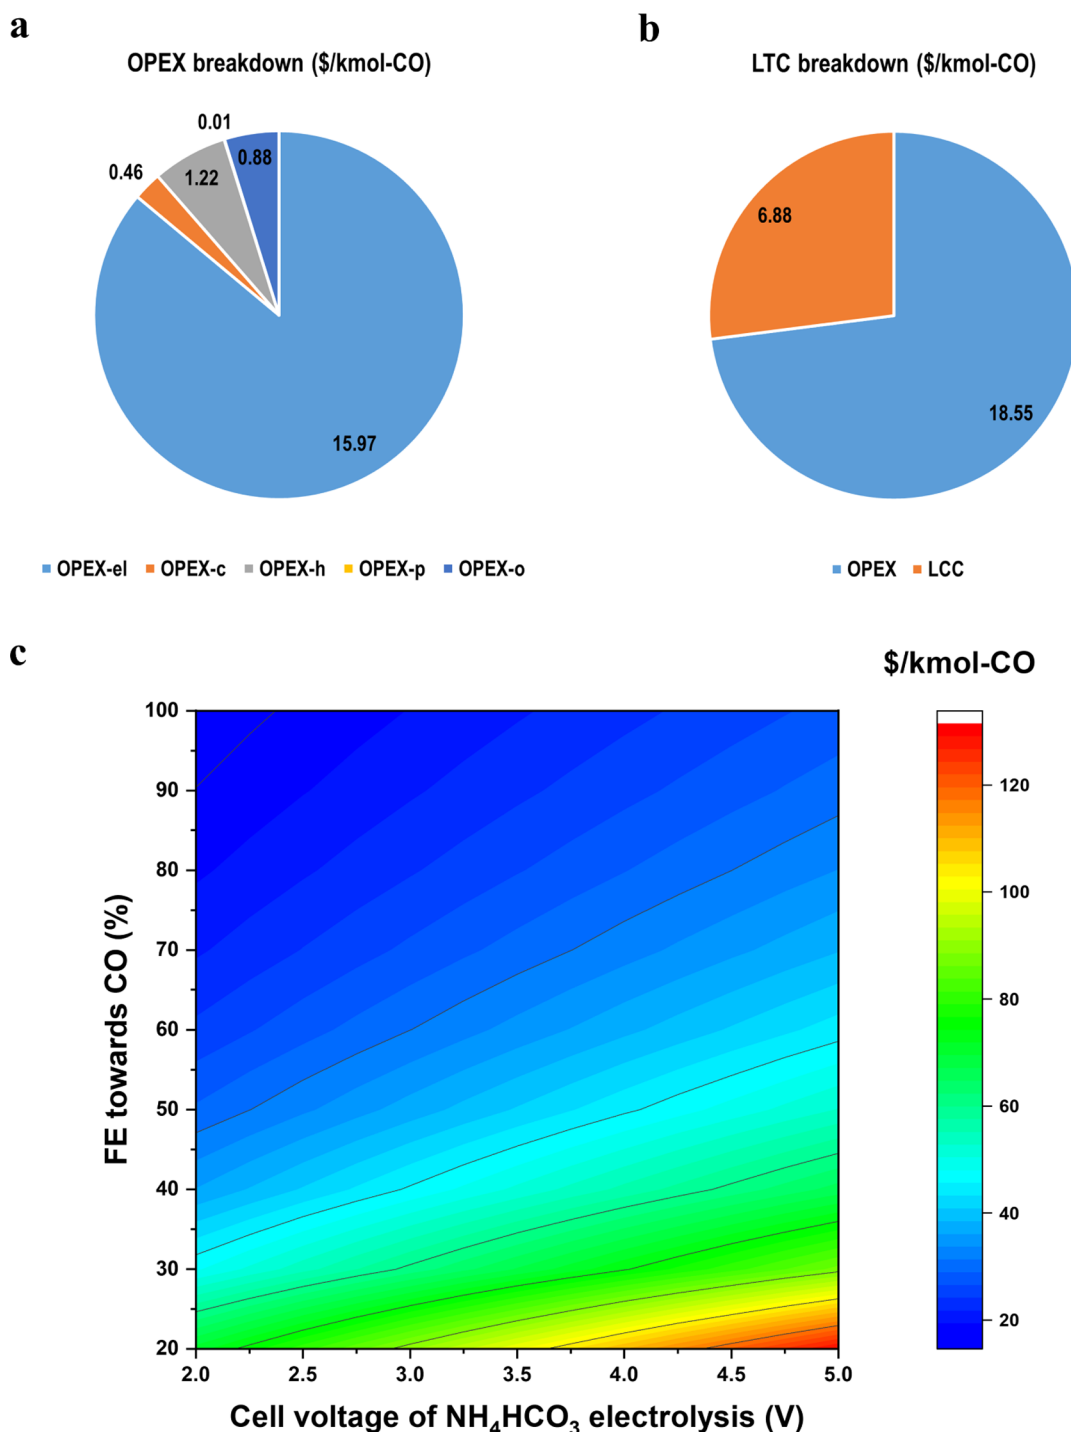 a
OPEX breakdown ($/kmol-CO)
0.01
0.46
1.22
0.88
15.97
OPEX-el OPEX-c OPEX-h OPEX-p OPEX-o
b
LTC breakdown ($/kmol-CO)
6.88
18.55
OPEX LCC
c
$/kmol-CO
FE towards CO (%)
100
90
80
70
60
50
40
30
20
2.0 2.5 3.0 3.5 4.0 4.5 5.0
Cell voltage of NH₄HCO₃ electrolysis (V)
120
100
80
60
40
20